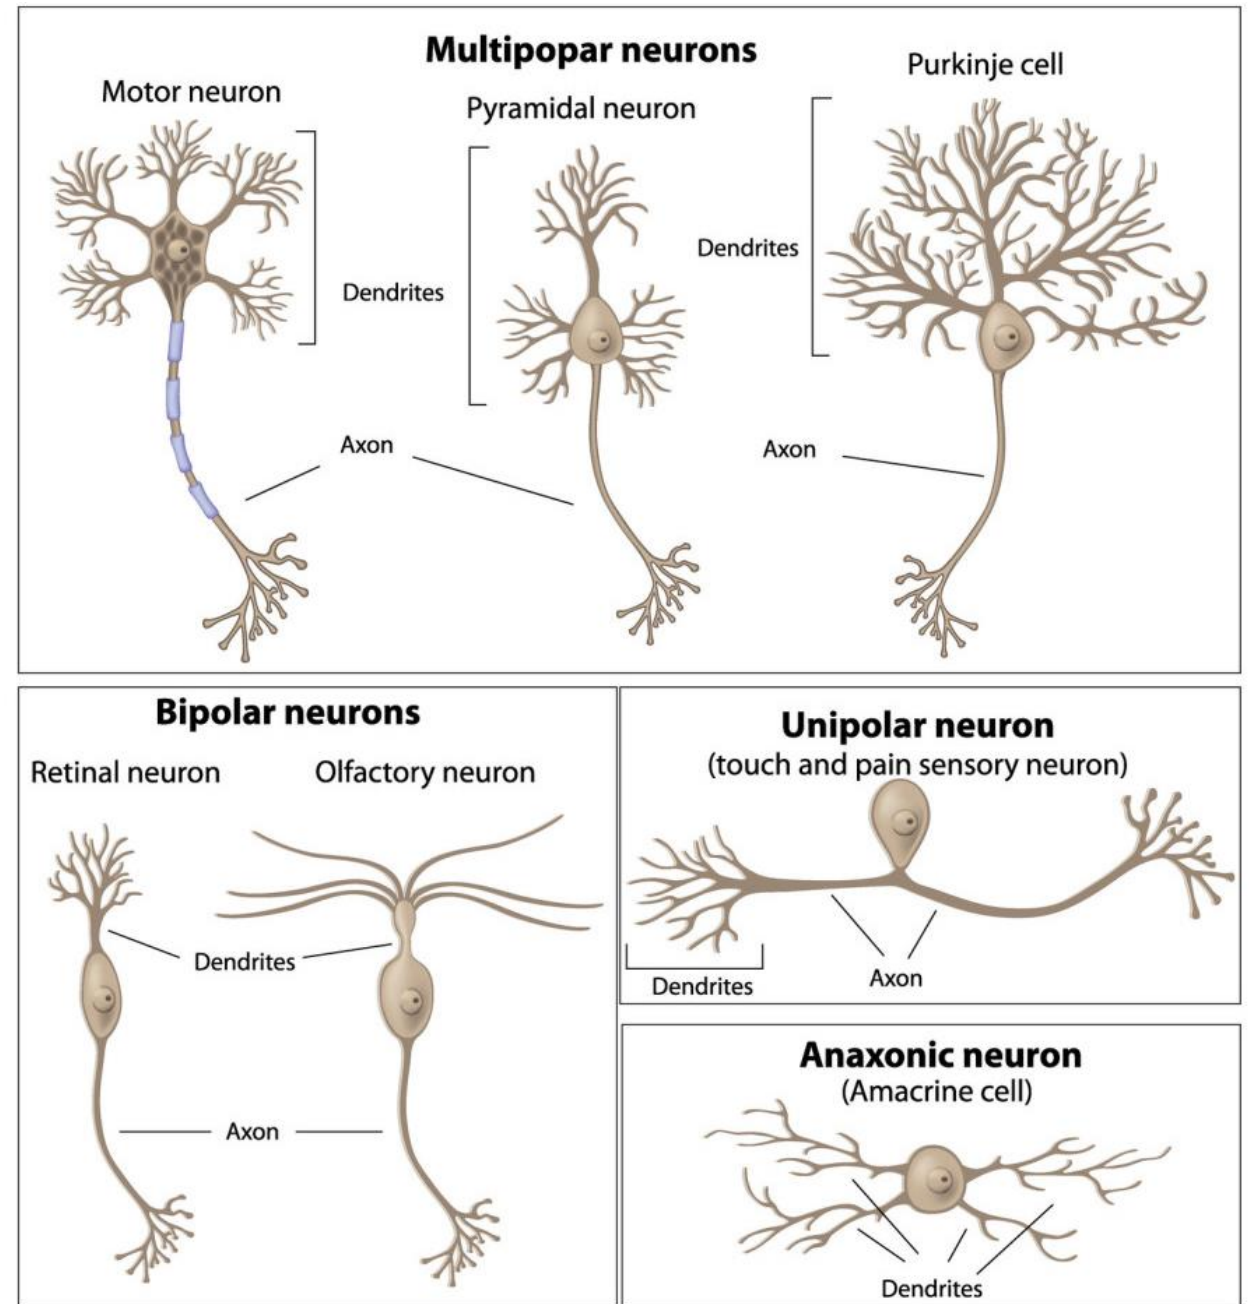 Multipopar neurons
Motor neuron
Pyramidal neuron
Purkinje cell
Dendrites
Dendrites
Axon
Axon
Bipolar neurons
Retinal neuron
Olfactory neuron
Dendrites
Axon
Unipolar neuron
(touch and pain sensory neuron)
Dendrites
Axon
Anaxonic neuron
(Amacrine cell)
Dendrites